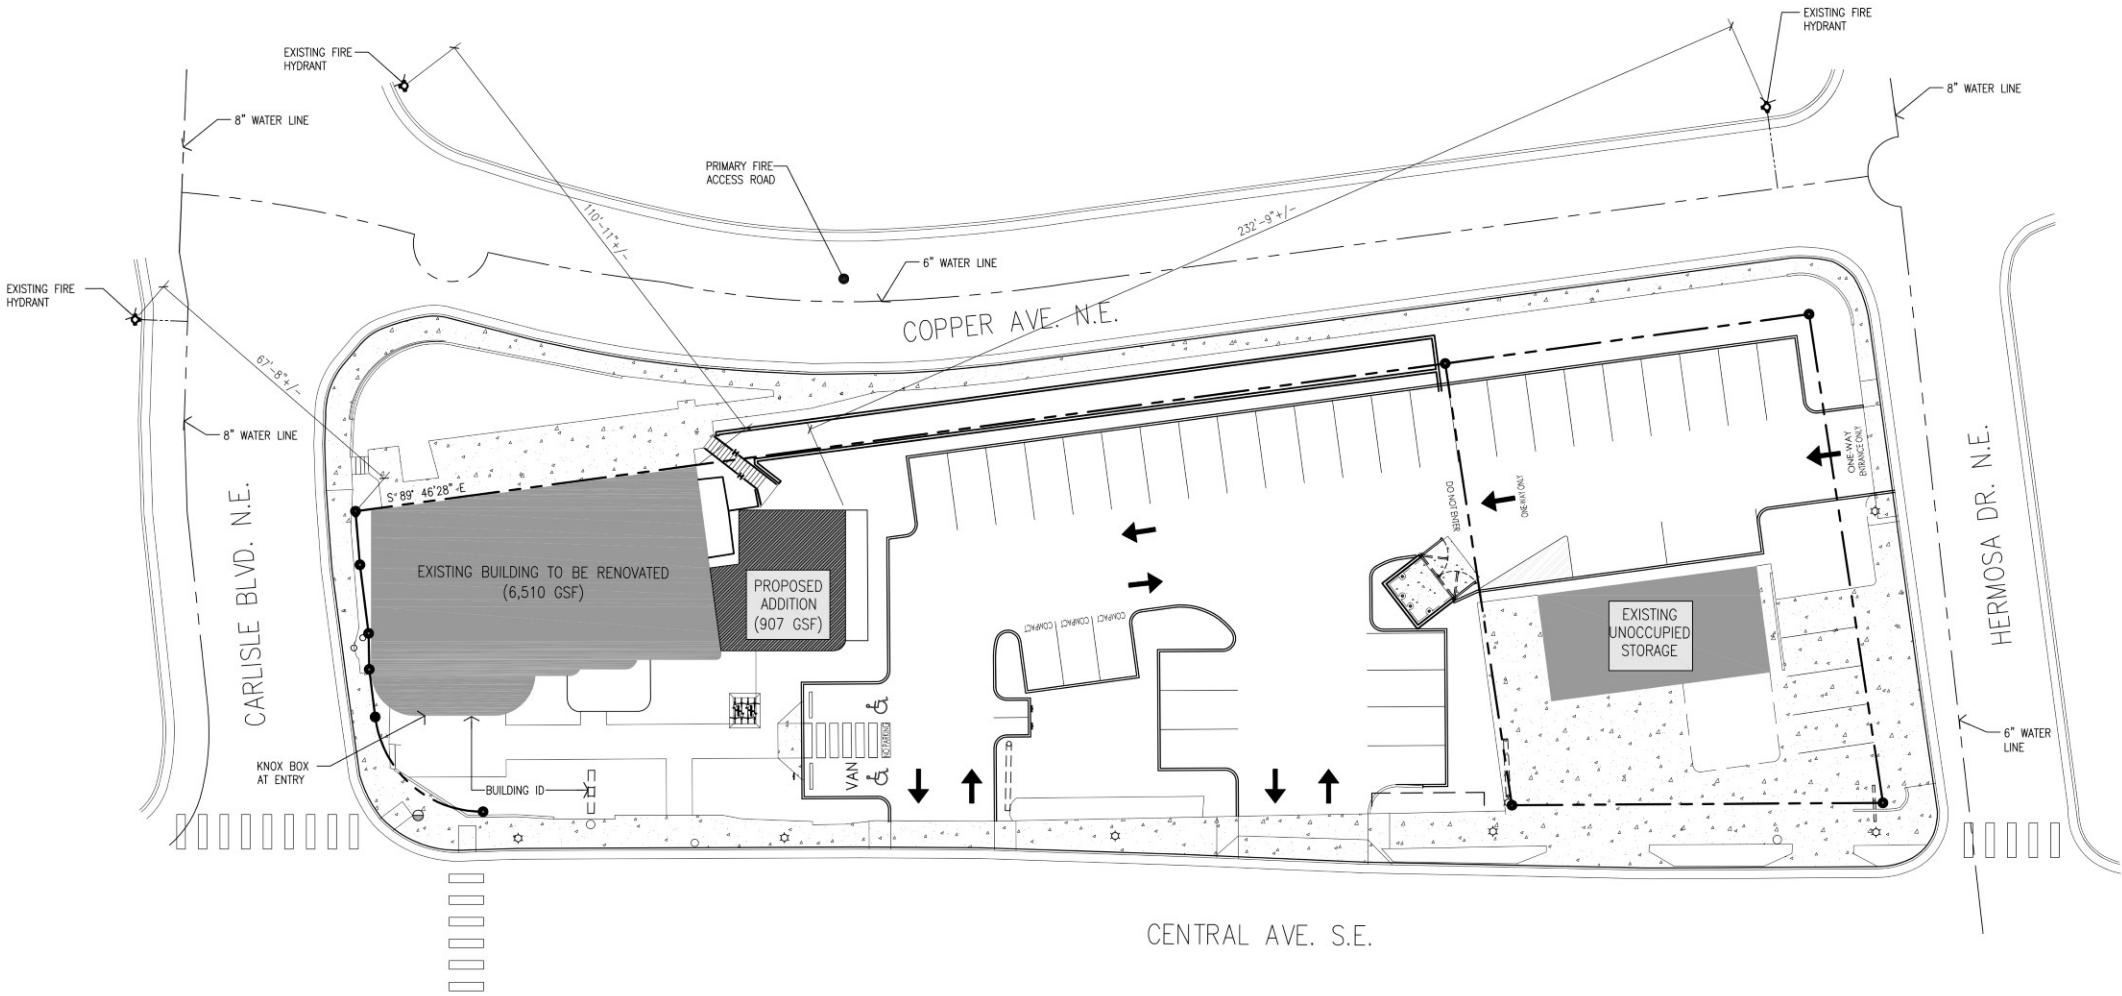 EXISTING FIRE
HYDRANT
EXISTING FIRE
HYDRANT
8" WATER LINE
8" WATER LINE
PRIMARY FIRE
ACCESS ROAD
110'-11"+/-
232'-9"+/-
6" WATER LINE
EXISTING FIRE
HYDRANT
COPPER AVE. N.E.
67'-8"+/-
8" WATER LINE
S 89° 46'28" E
ONE-WAY
ENTRANCE ONLY
DO NOT ENTER
ONE-WAY ONLY
CARLISLE BLVD. N.E.
HERMOSA DR. N.E.
EXISTING BUILDING TO BE RENOVATED
(6,510 GSF)
PROPOSED
ADDITION
(907 GSF)
COMPACT
COMPACT
COMPACT
EXISTING
UNOCCUPIED
STORAGE
NO PARKING
VAN
6" WATER
LINE
KNOX BOX
AT ENTRY
BUILDING ID
CENTRAL AVE. S.E.